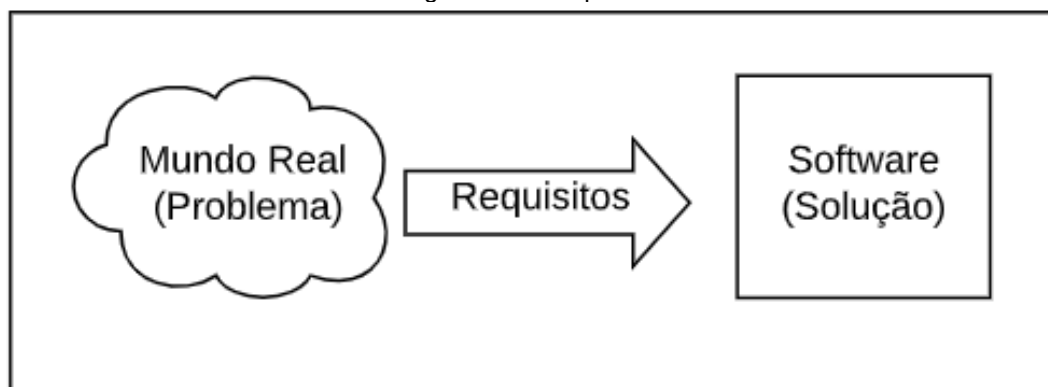 Mundo Real
(Problema)
Requisitos
Software
(Solução)